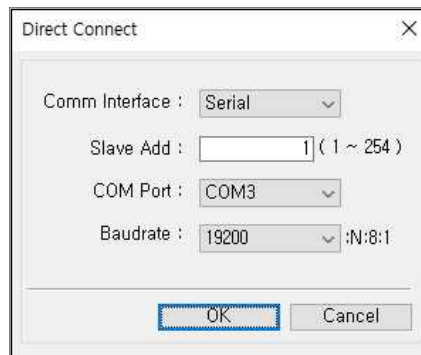 Direct Connect
Comm Interface : Serial
Slave Add : 1 ( 1 ~ 254 )
COM Port : COM3
Baudrate : 19200 :N:8:1
OK Cancel